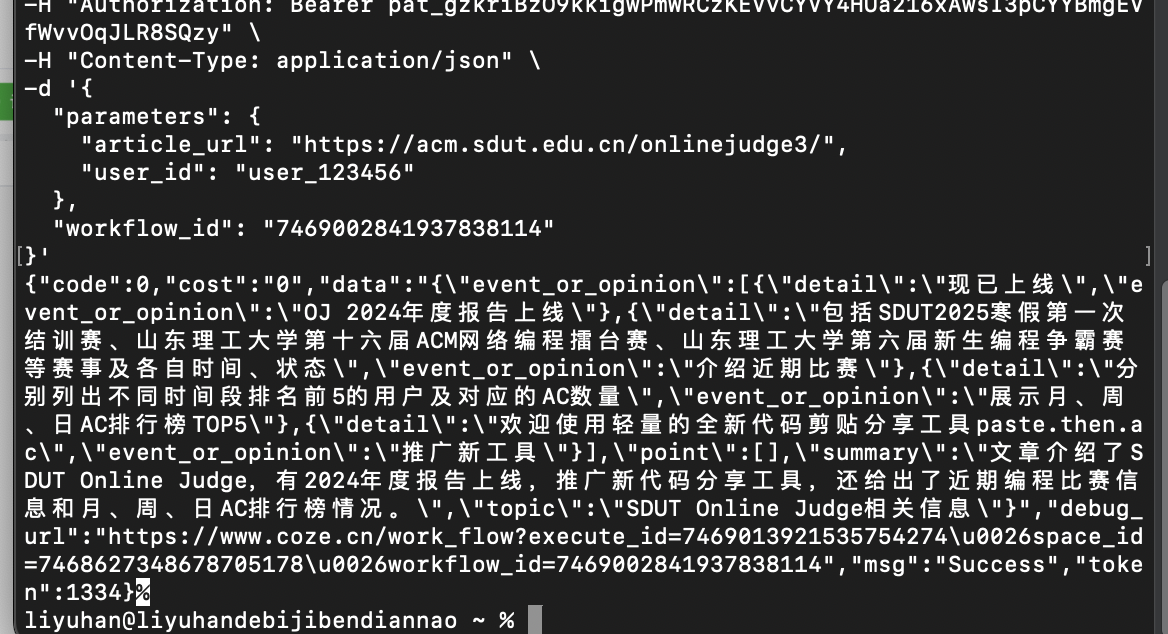 -H "Authorization: Bearer
fWvvOqJLR8SQzy" \
-H "Content-Type: application/json" \
-d '{
"parameters": {
"article_url": "https://acm.sdut.edu.cn/onlinejudge3/",
"user_id": "user_123456"
},
"workflow_id": "7469002841937838114"
[}' ]
{"code":0,"cost":"0","data":"{\"event_or_opinion\":[{\"detail\":\"现已上线\",\"e
vent_or_opinion\":\"OJ 2024年度报告上线\"},{\"detail\":\"包括SDUT2025寒假第一次
结训赛、山东理工大学第十六届ACM网络编程擂台赛、山东理工大学第六届新生编程争霸赛
等赛事及各自时间、状态\",\"event_or_opinion\":\"介绍近期比赛\"},{\"detail\":\"分
别列出不同时间段排名前5的用户及对应的AC数量\",\"event_or_opinion\":\"展示月、周
、日AC排行榜TOP5\"},{\"detail\":\"欢迎使用轻量的全新代码剪贴分享工具paste.then.a
c\",\"event_or_opinion\":\"推广新工具\"}],\"point\":[],\"summary\":\"文章介绍了S
DUT Online Judge，有2024年度报告上线，推广新代码分享工具，还给出了近期编程比赛信
息和月、周、日AC排行榜情况。\",\"topic\":\"SDUT Online Judge相关信息\"}","debug_
url":"https://www.coze.cn/work_flow?execute_id=7469013921535754274\u0026space_id
=7468627348678705178\u0026workflow_id=7469002841937838114","msg":"Success","toke
n":1334}%
liyuhan@liyuhandebijibendiannao ~ %